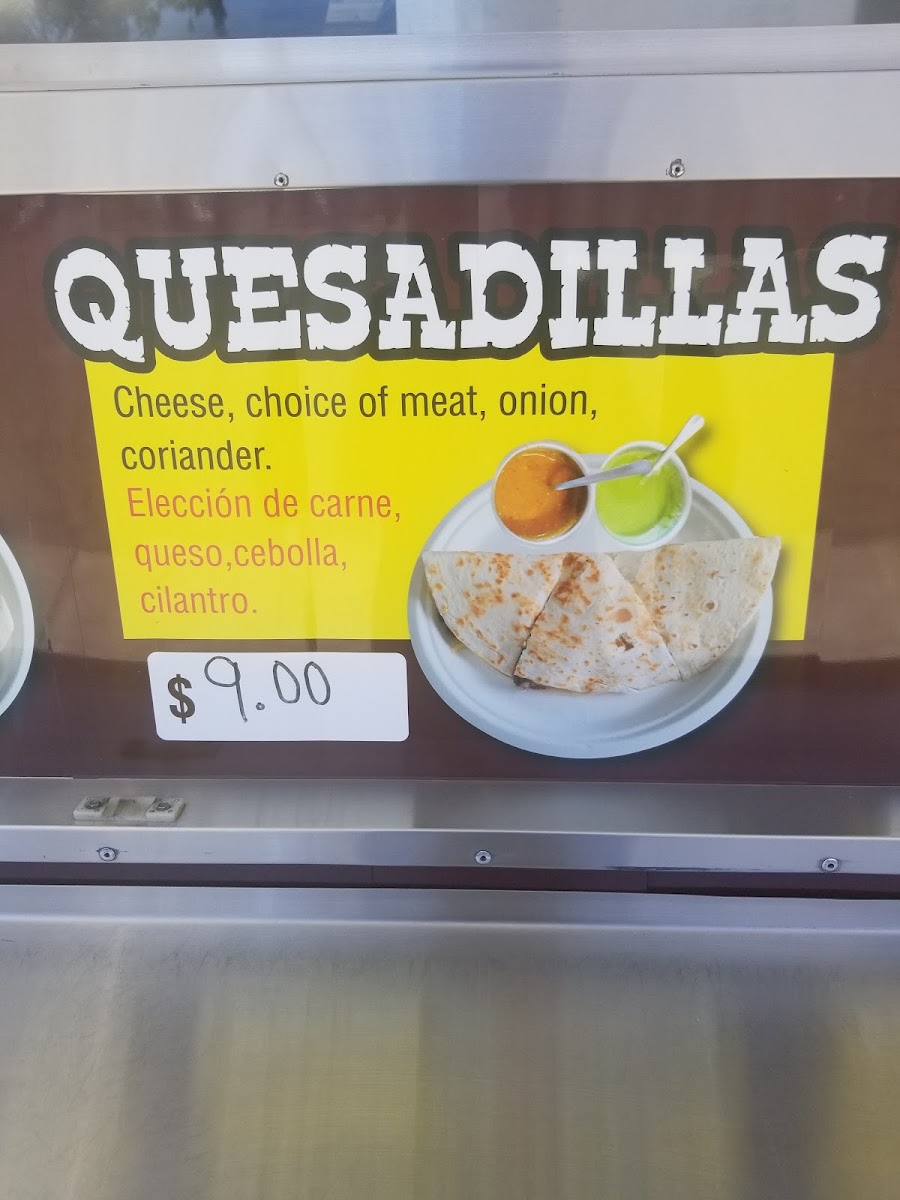 QUESADILLAS
Cheese, choice of meat, onion,
coriander.
Elección de carne,
queso,cebolla,
cilantro.
$9.00